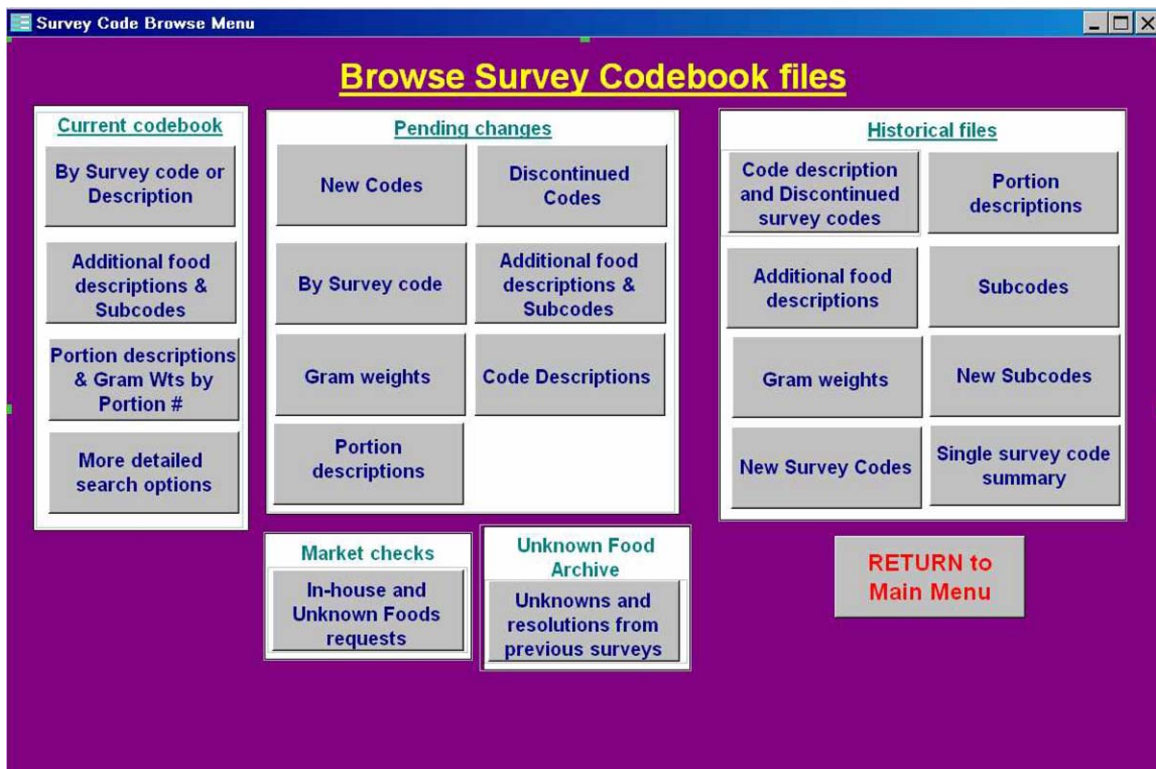 Survey Code Browse Menu
Browse Survey Codebook files
Current codebook
By Survey code or
Description
Additional food
descriptions &
Subcodes
Portion descriptions
& Gram Wts by
Portion #
More detailed
search options
Pending changes
New Codes
Discontinued
Codes
By Survey code
Additional food
descriptions &
Subcodes
Gram weights
Code Descriptions
Portion
descriptions
Historical files
Code description
and Discontinued
survey codes
Portion
descriptions
Additional food
descriptions
Subcodes
Gram weights
New Subcodes
New Survey Codes
Single survey code
summary
Market checks
In-house and
Unknown Foods
requests
Unknown Food
Archive
Unknowns and
resolutions from
previous surveys
RETURN to
Main Menu